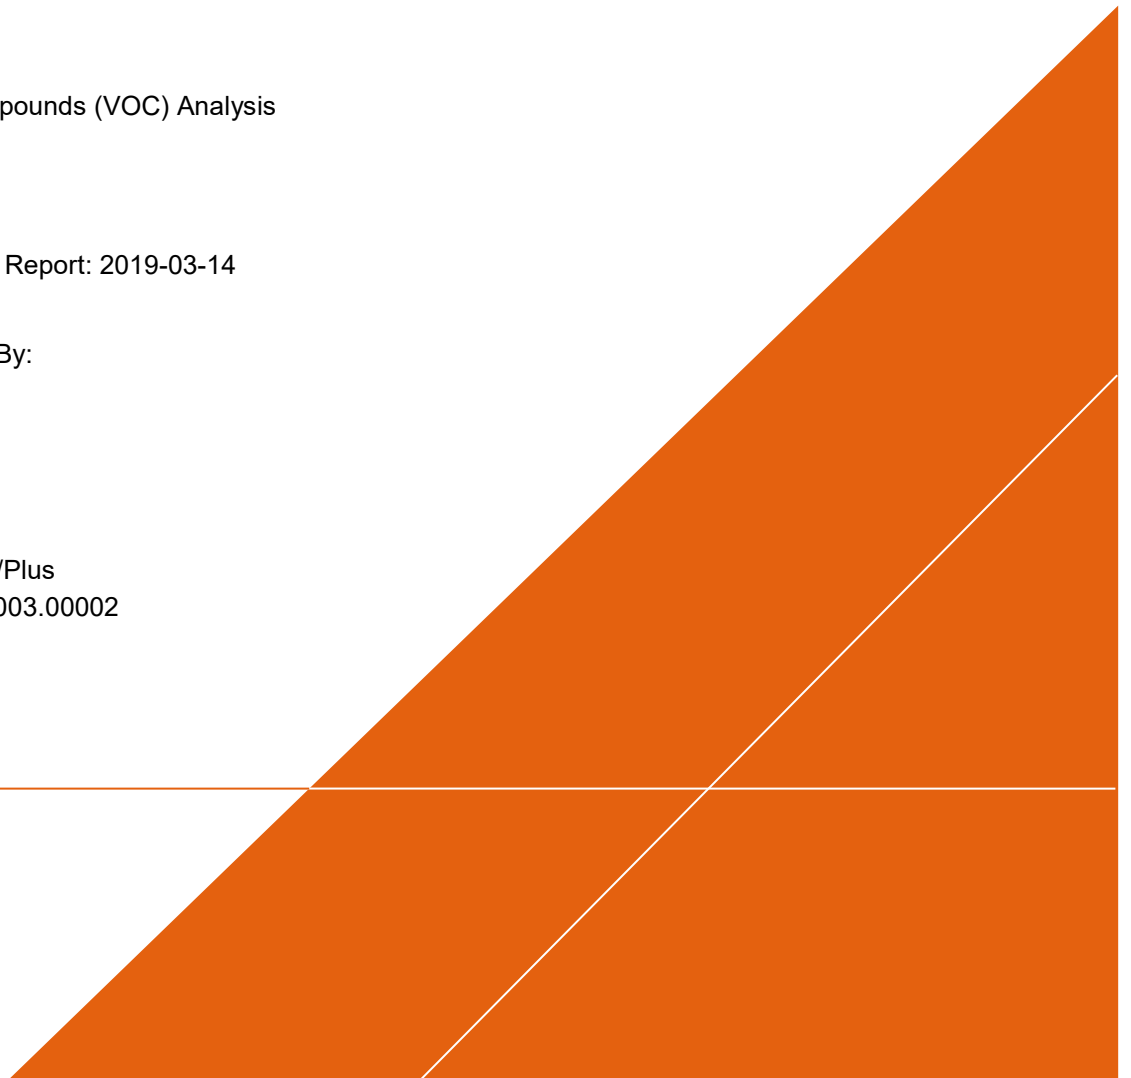 pounds (VOC) Analysis
Report: 2019-03-14
By:
/Plus
003.00002